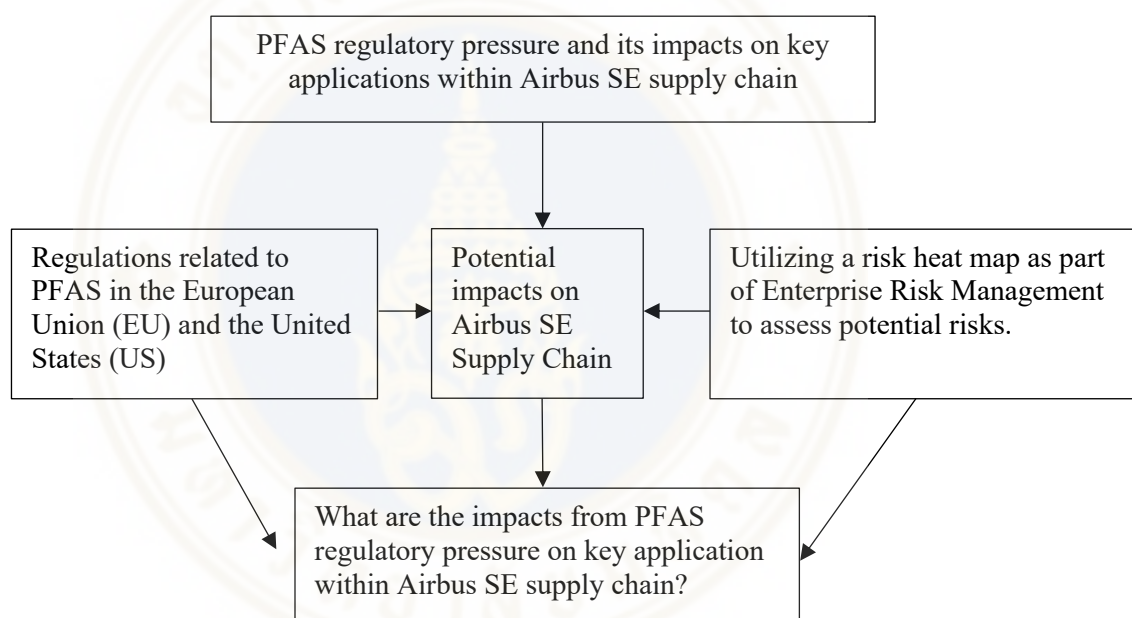 PFAS regulatory pressure and its impacts on key
applications within Airbus SE supply chain
Regulations related to
PFAS in the European
Union (EU) and the United
States (US)
Potential
impacts on
Airbus SE
Supply Chain
Utilizing a risk heat map as part
of Enterprise Risk Management
to assess potential risks.
What are the impacts from PFAS
regulatory pressure on key application
within Airbus SE supply chain?